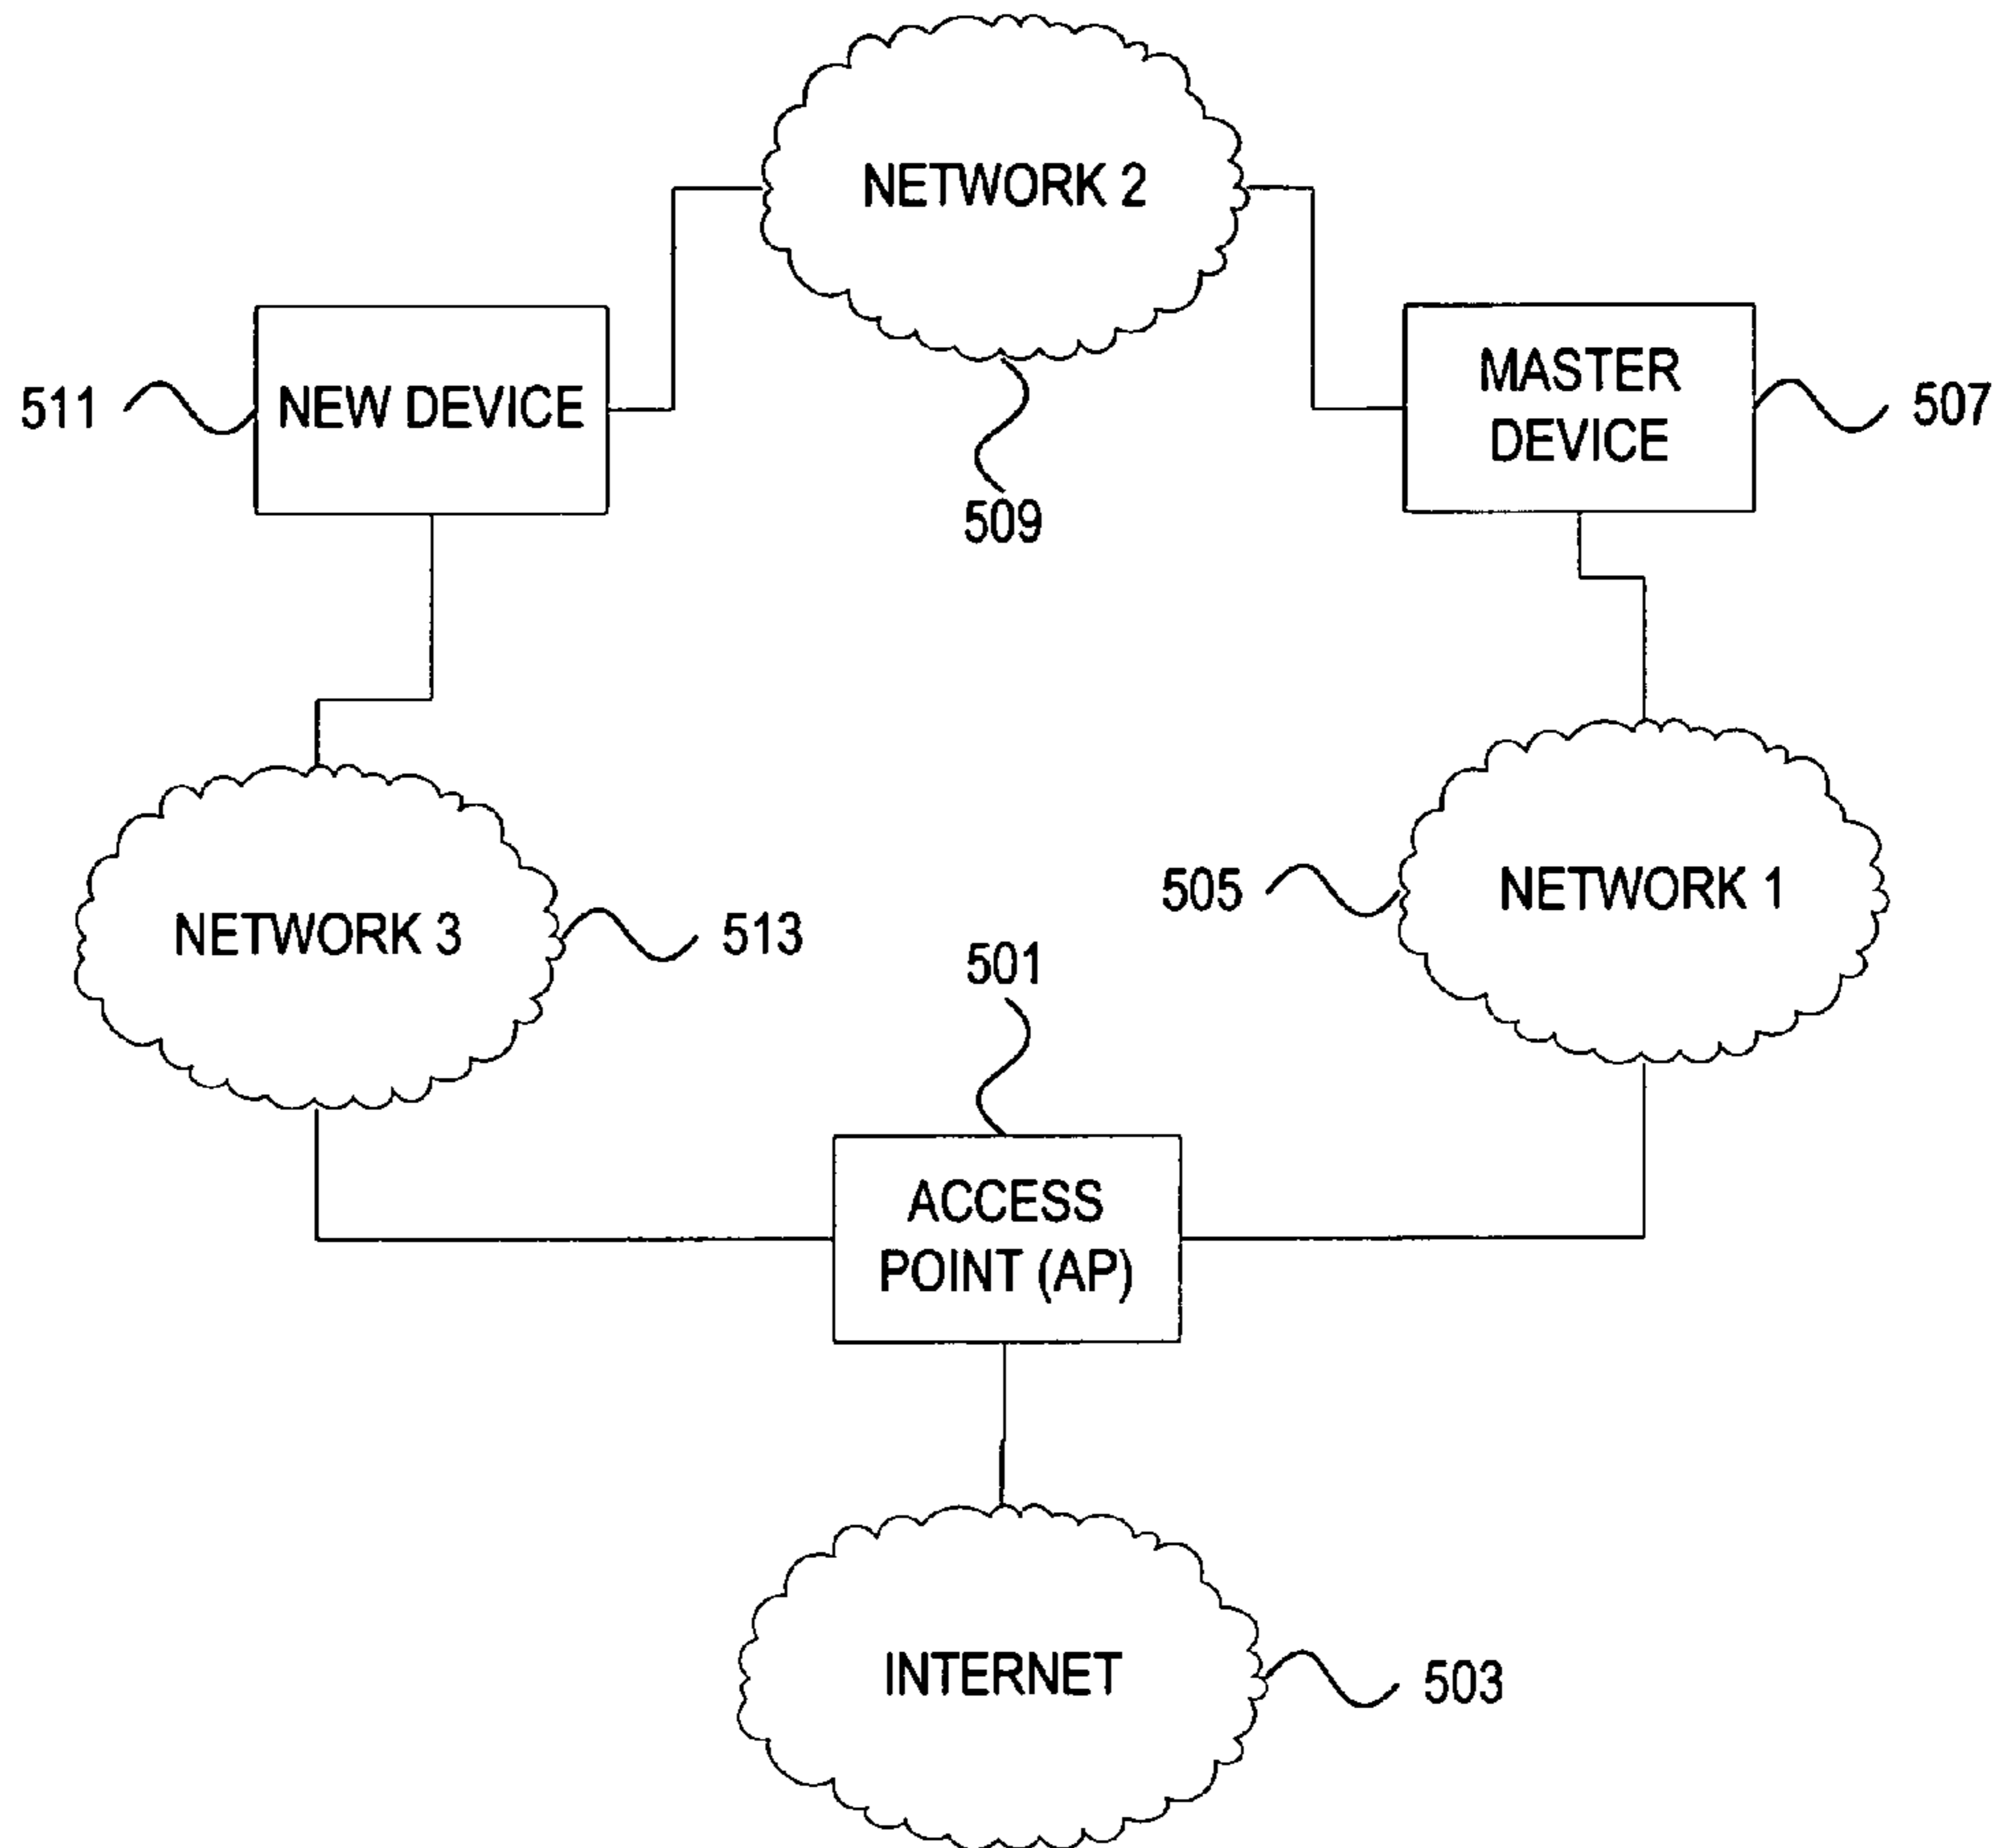 NETWORK 2
511
NEW DEVICE
MASTER
DEVICE
507
509
505
NETWORK 1
NETWORK 3
513
501
ACCESS
POINT (AP)
INTERNET
503